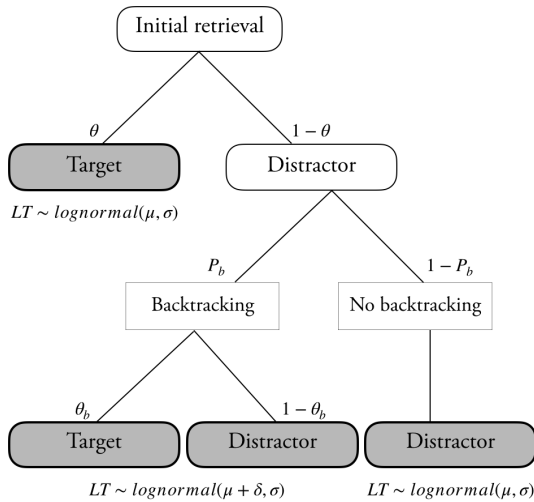 Initial retrieval
θ 1 − θ
Target Distractor
LT ∼ lognormal(μ, σ)
P_b 1 − P_b
Backtracking No backtracking
θ_b 1 − θ_b
Target Distractor Distractor
LT ∼ lognormal(μ + δ, σ) LT ∼ lognormal(μ, σ)